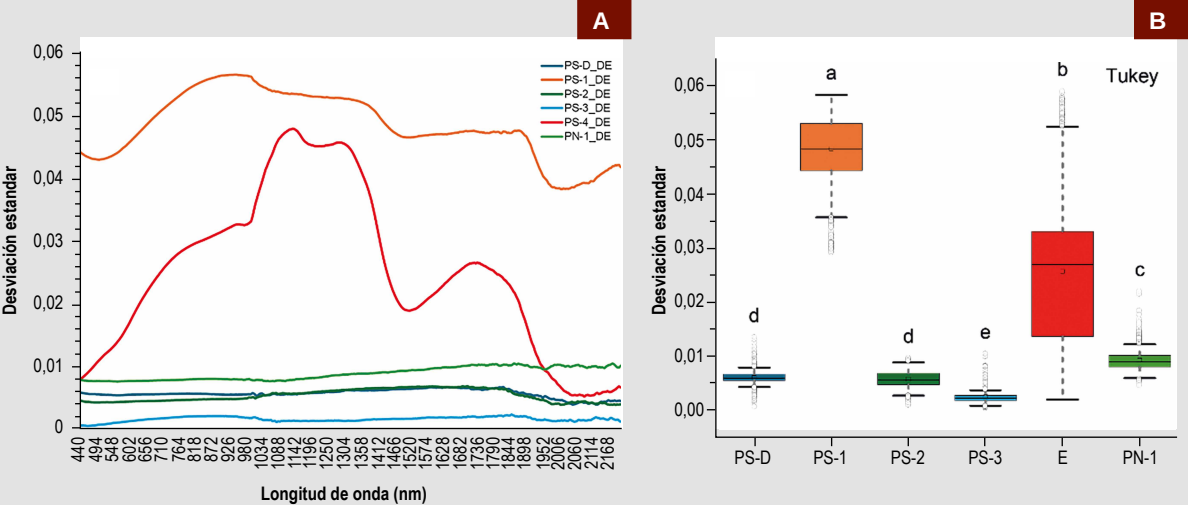 A
0,06
0,05
0,04
0,03
0,02
0,01
0
Desviación estandar
PS-D_DE
PS-1_DE
PS-2_DE
PS-3_DE
PS-4_DE
PN-1_DE
440 494 548 602 656 710 764 818 872 926 980 1034 1088 1142 1196 1250 1304 1358 1412 1466 1520 1574 1628 1682 1736 1790 1844 1898 1952 2006 2060 2114 2168
Longitud de onda (nm)
B
Tukey
0,06
0,05
0,04
0,03
0,02
0,01
0,00
Desviación estandar
d a d e b c
PS-D PS-1 PS-2 PS-3 E PN-1